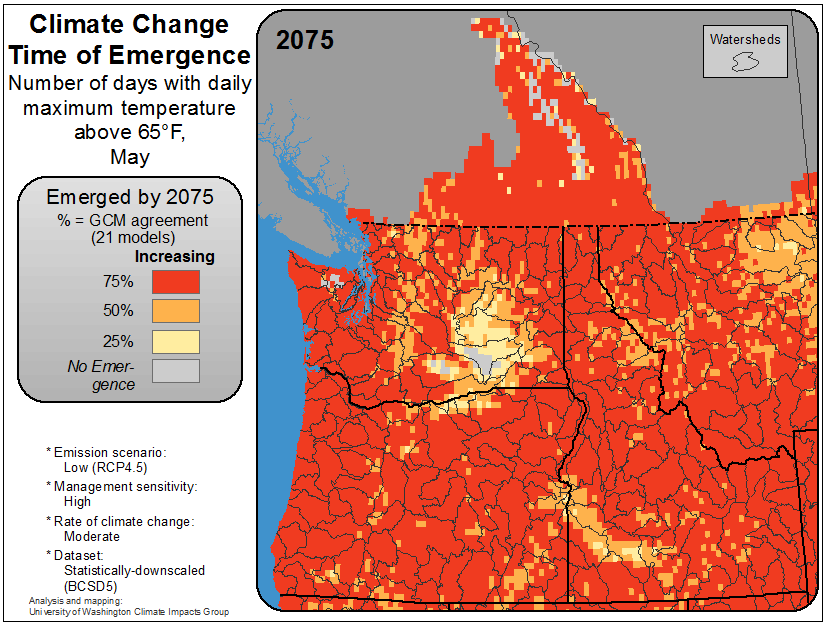 Climate Change
Time of Emergence
Number of days with daily
maximum temperature
above 65°F,
May
Emerged by 2075
% = GCM agreement
(21 models)
Increasing
75%
50%
25%
No Emer-
gence
* Emission scenario:
Low (RCP4.5)
* Management sensitivity:
High
* Rate of climate change:
Moderate
* Dataset:
Statistically-downscaled
(BCSD5)
Analysis and mapping:
University of Washington Climate Impacts Group
2075
Watersheds